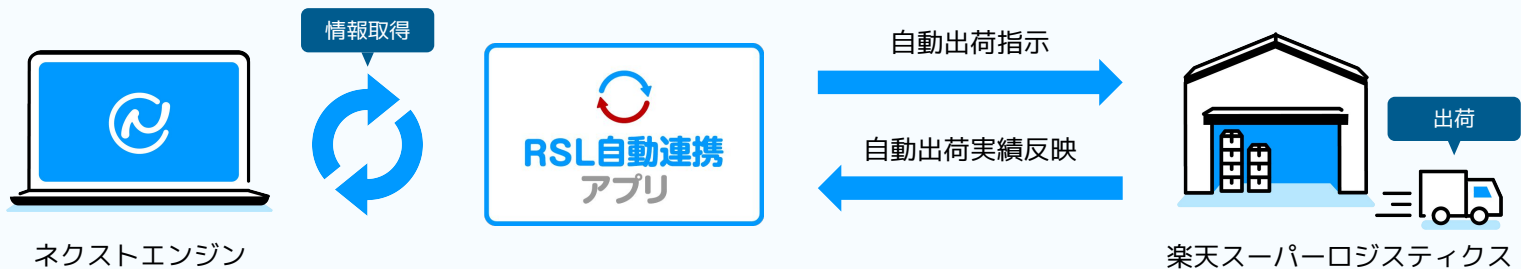 情報取得
ネクストエンジン
RSL自動連携
アプリ
自動出荷指示
自動出荷実績反映
出荷
楽天スーパーロジスティクス